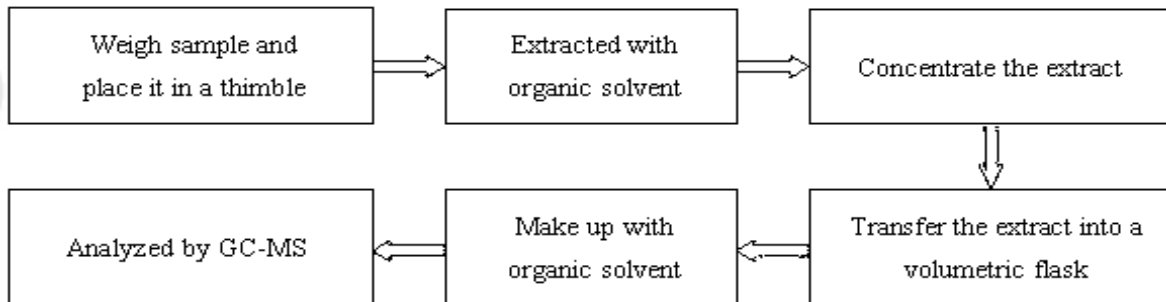 Weigh sample and
place it in a thimble
Extracted with
organic solvent
Concentrate the extract
Transfer the extract into a
volumetric flask
Make up with
organic solvent
Analyzed by GC-MS